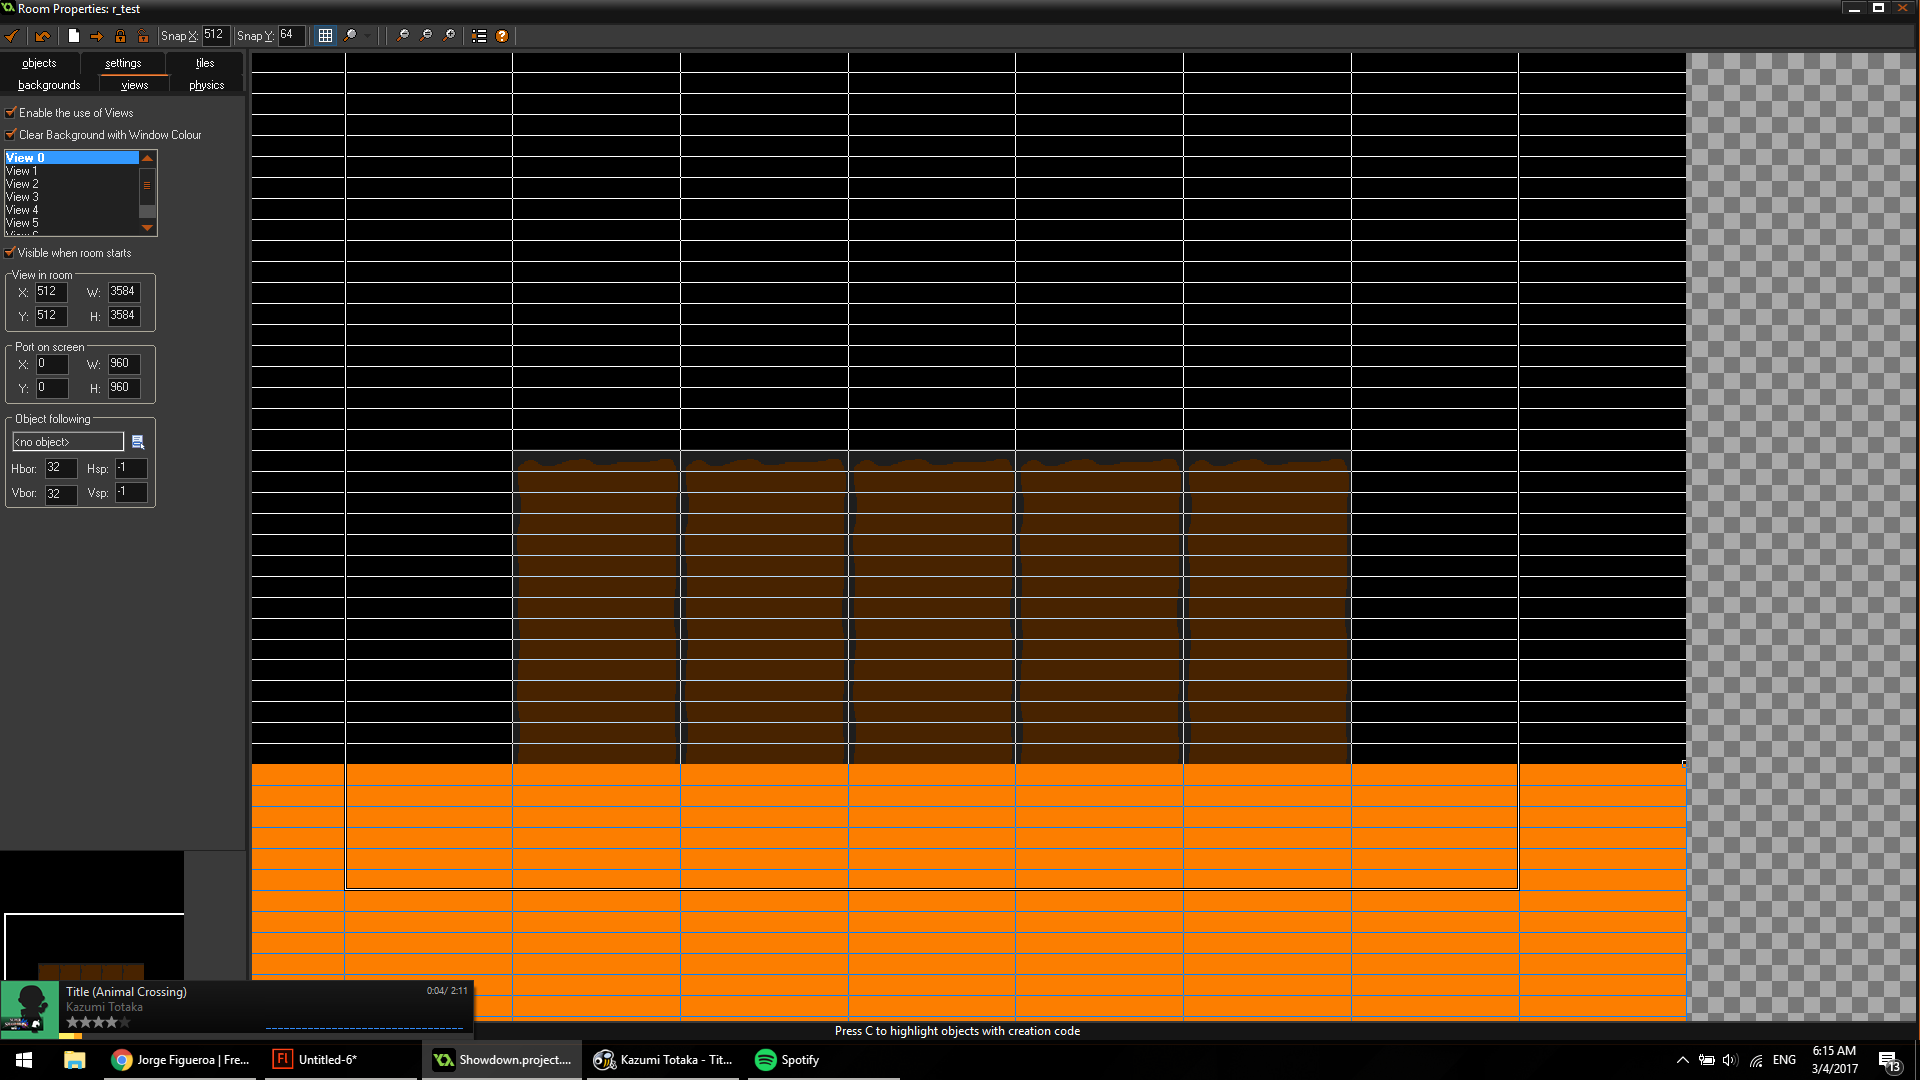 Room Properties: r_test
Snap X: 512 Snap Y: 64
objects settings tiles
backgrounds views physics
Enable the use of Views
Clear Background with Window Colour
View 0
View 1
View 2
View 3
View 4
View 5
Visible when room starts
View in room
X: 512 W: 3584
Y: 512 H: 3584
Port on screen
X: 0 W: 960
Y: 0 H: 960
Object following
<no object>
Hbor: 32 Hsp: -1
Vbor: 32 Vsp: -1
Title (Animal Crossing) 0:04/ 2:11
Kazumi Totaka
Press C to highlight objects with creation code
Jorge Figueroa | Fre...
Fl Untitled-6*
Showdown.project....
Kazumi Totaka - Tit...
Spotify
ENG
6:15 AM
3/4/2017
13